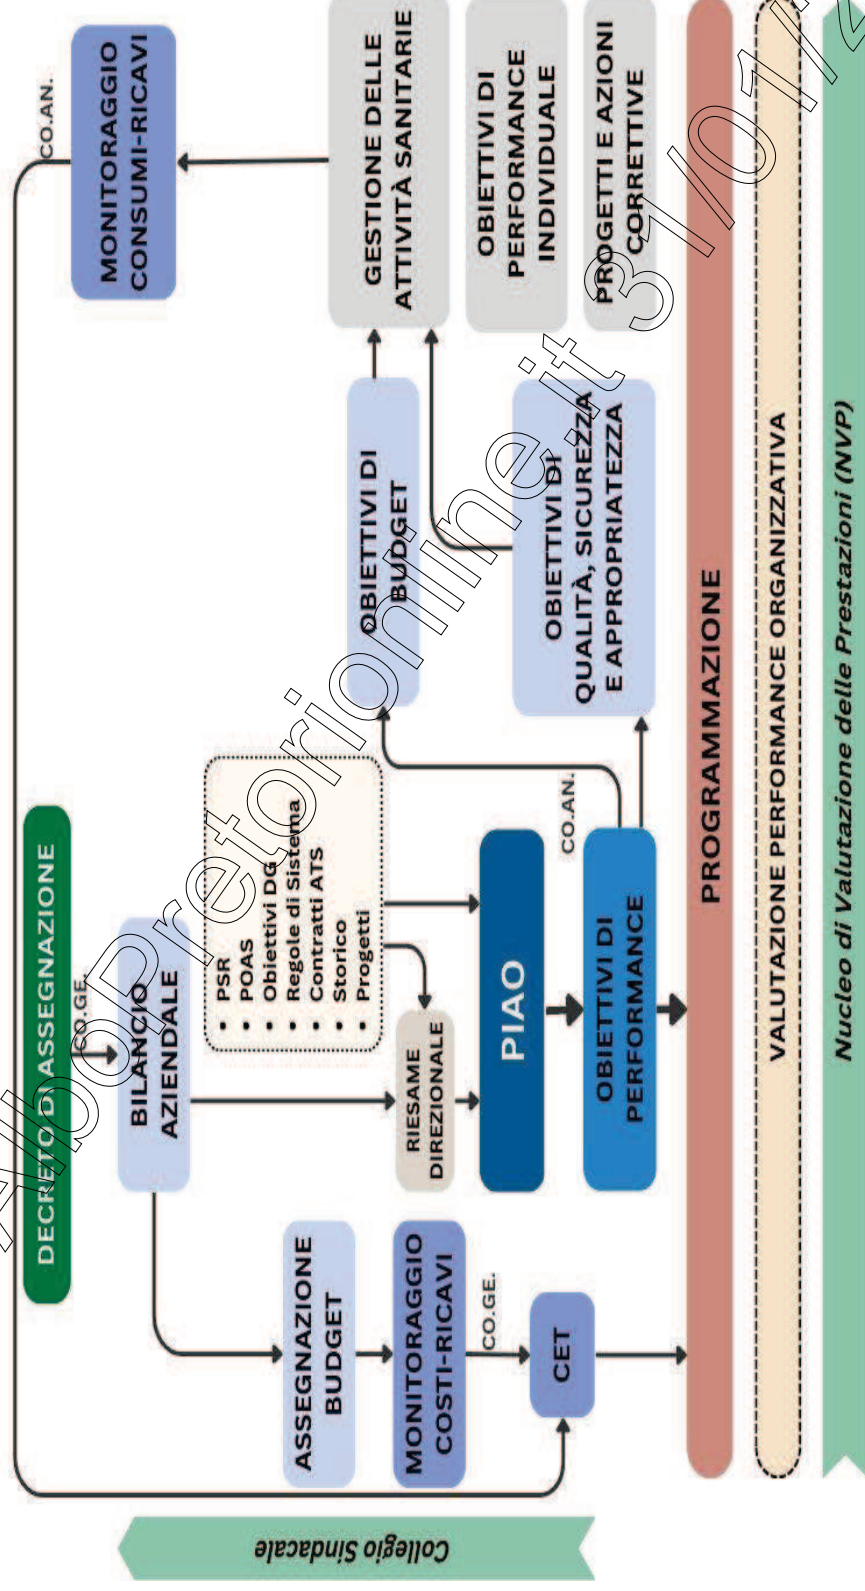 DECRETO DI ASSEGNAZIONE
CO.GE.
BILANCIO
AZIENDALE
• PSR
• POAS
• Obiettivi DG
• Regole di Sistema
• Contratti ATS
• Storico
• Progetti
CO.AN.
MONITORAGGIO
CONSUMI-RICAVI
ASSEGNAZIONE
BUDGET
MONITORAGGIO
COSTI-RICAVI
CO.GE.
CET
RIESAME
DIREZIONALE
PIAO
OBIETTIVI DI
PERFORMANCE
CO.AN.
OBIETTIVI DI
BUDGET
OBIETTIVI DI
QUALITÀ, SICUREZZA
E APPROPRIATEZZA
GESTIONE DELLE
ATTIVITÀ SANITARIE
OBIETTIVI DI
PERFORMANCE
INDIVIDUALE
PROGETTI E AZIONI
CORRETTIVE
PROGRAMMAZIONE
VALUTAZIONE PERFORMANCE ORGANIZZATIVA
Nucleo di Valutazione delle Prestazioni (NVP)
Collegio Sindacale
AlboPretorionline.it 31/01/2